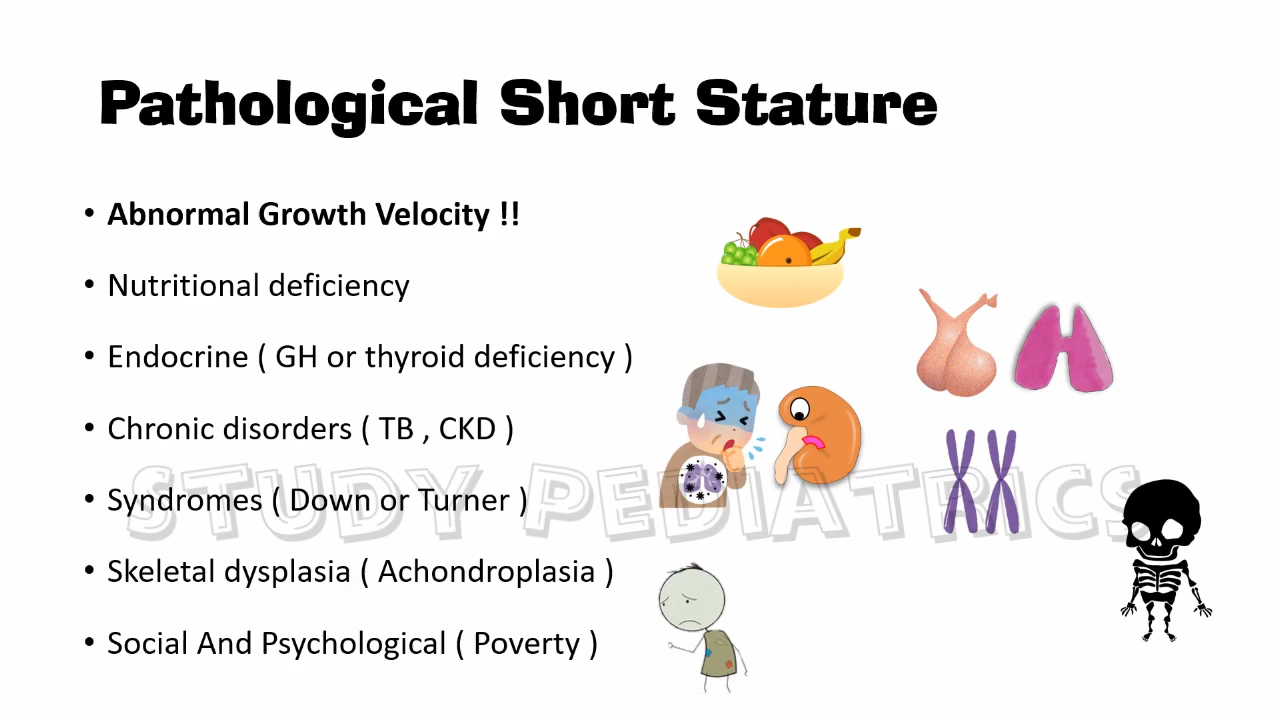 Pathological Short Stature
• Abnormal Growth Velocity !!
• Nutritional deficiency
• Endocrine ( GH or thyroid deficiency )
• Chronic disorders ( TB , CKD )
STUDY PEDIATRICS
• Syndromes ( Down or Turner )
• Skeletal dysplasia ( Achondroplasia )
• Social And Psychological ( Poverty )